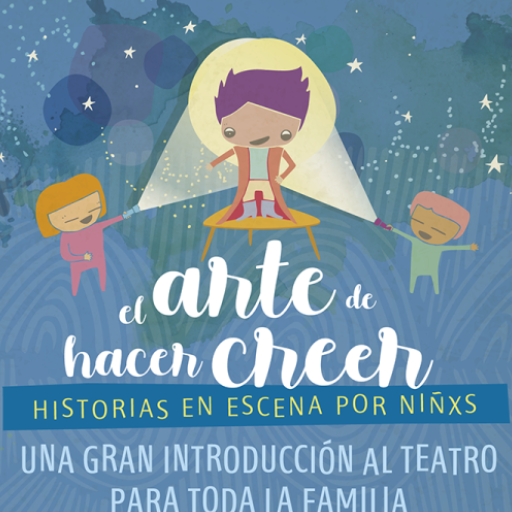 el arte de
hacer creer
HISTORIAS EN ESCENA POR NIÑXS
UNA GRAN INTRODUCCIÓN AL TEATRO
PARA TODA LA FAMILIA